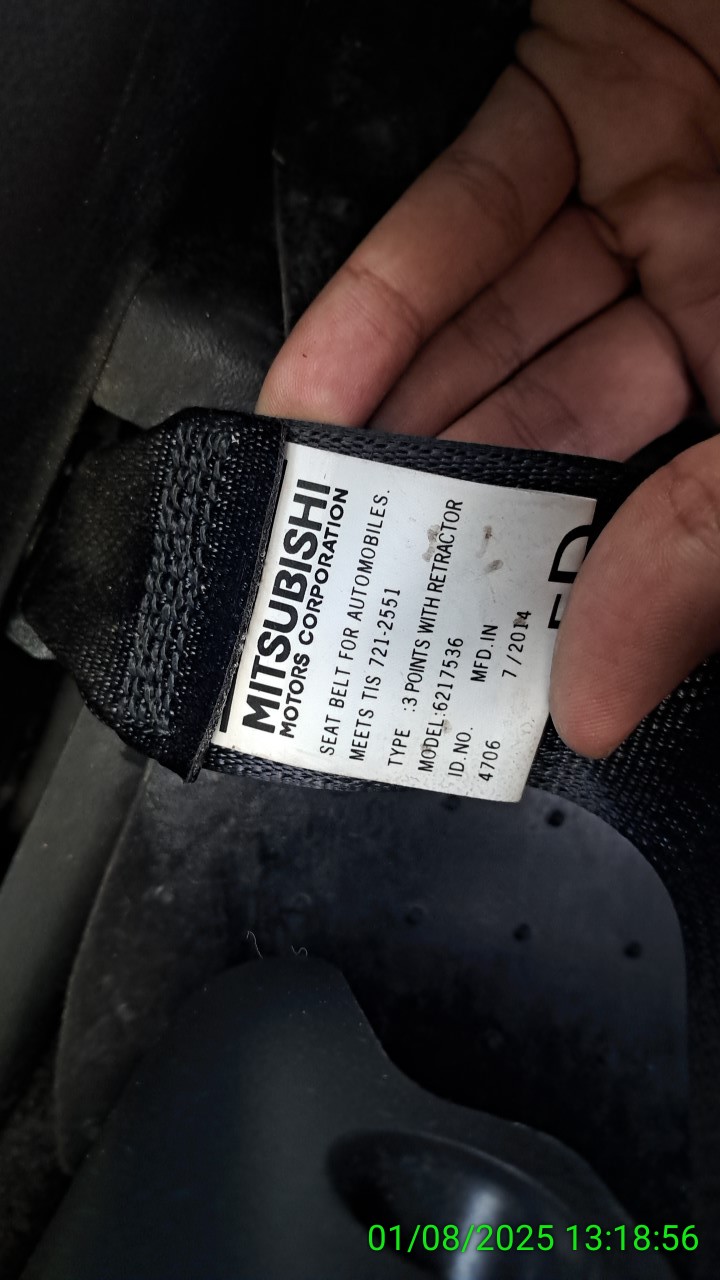 MITSUBISHI
MOTORS CORPORATION
SEAT BELT FOR AUTOMOBILES.
MEETS TIS 721-2551
TYPE :3 POINTS WITH RETRACTOR
MODEL:6217536
ID.NO. MFD.IN
4706 7/2014
01/08/2025 13:18:56